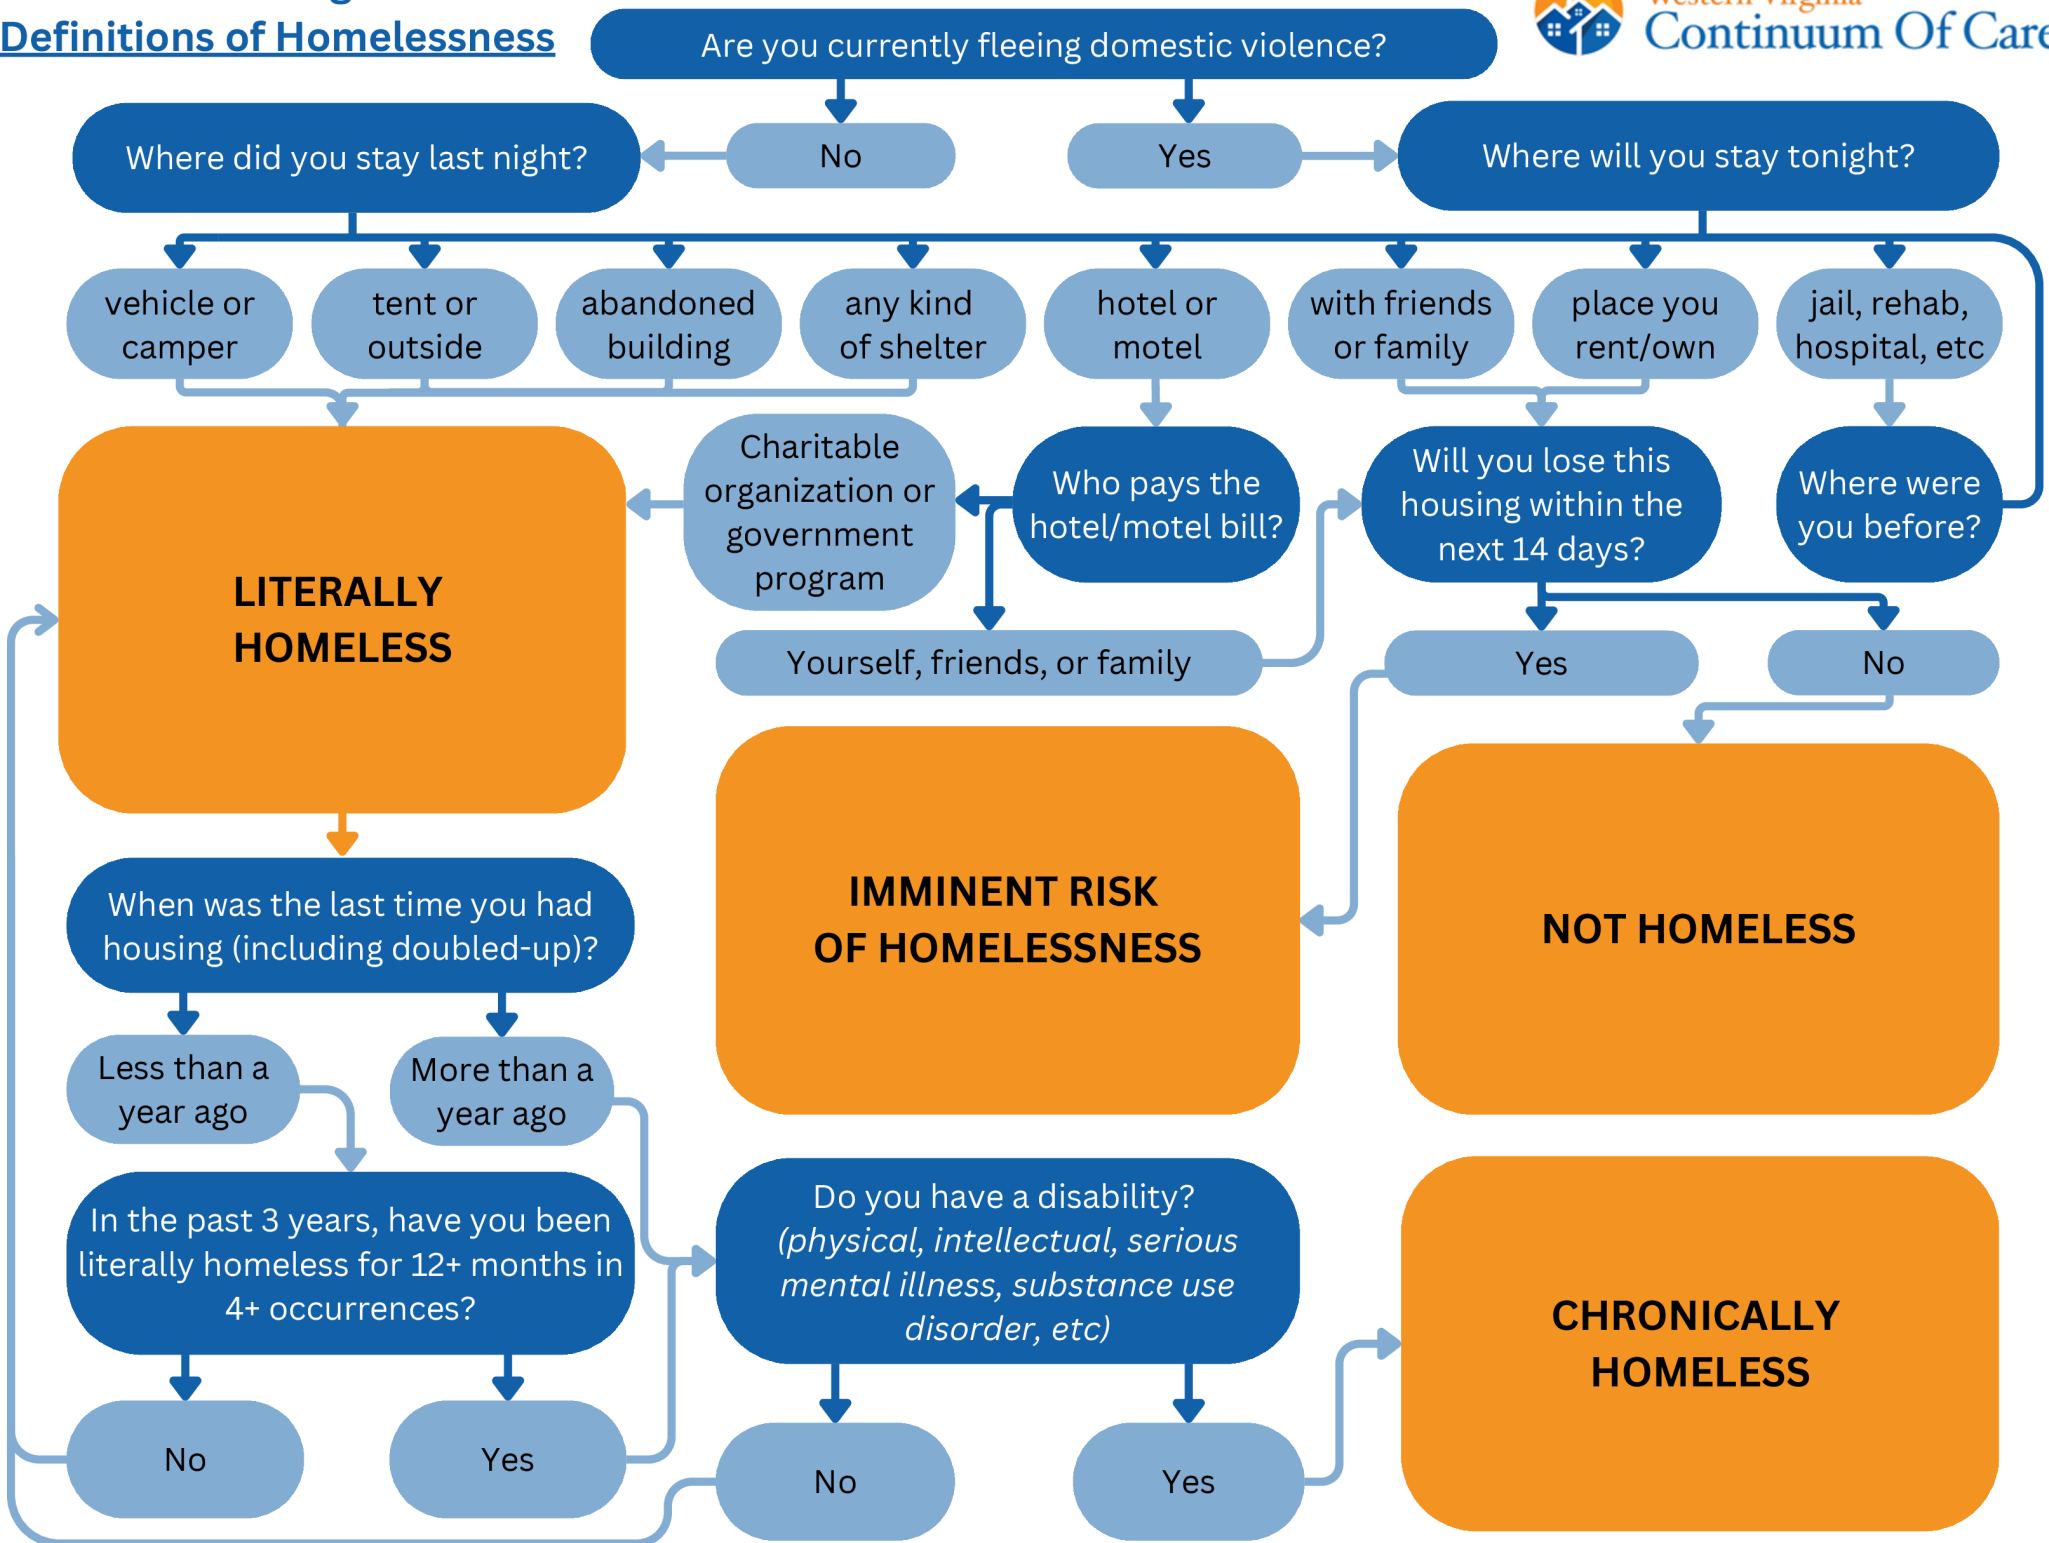 Definitions of Homelessness
Western Virginia
Continuum Of Care
Are you currently fleeing domestic violence?
No
Yes
Where did you stay last night?
Where will you stay tonight?
vehicle or
camper
tent or
outside
abandoned
building
any kind
of shelter
hotel or
motel
with friends
or family
place you
rent/own
jail, rehab,
hospital, etc
LITERALLY
HOMELESS
Charitable
organization or
government
program
Who pays the
hotel/motel bill?
Will you lose this
housing within the
next 14 days?
Where were
you before?
Yourself, friends, or family
Yes
No
IMMINENT RISK
OF HOMELESSNESS
NOT HOMELESS
When was the last time you had
housing (including doubled-up)?
Less than a
year ago
More than a
year ago
In the past 3 years, have you been
literally homeless for 12+ months in
4+ occurrences?
No
Yes
Do you have a disability?
(physical, intellectual, serious
mental illness, substance use
disorder, etc)
No
Yes
CHRONICALLY
HOMELESS